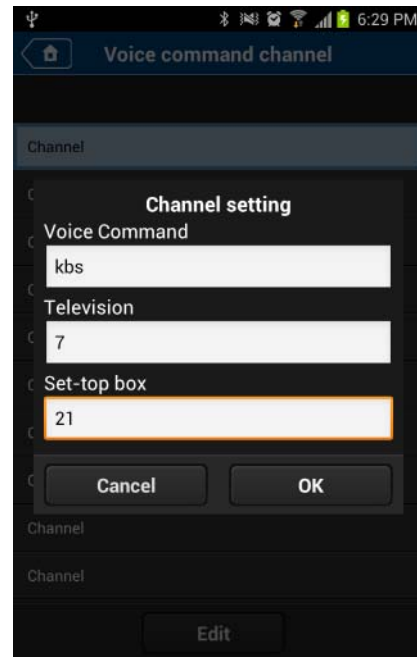 6:29 PM
Voice command channel
Channel
Channel setting
Voice Command
kbs
Television
7
Set-top box
21
Cancel
OK
Channel
Channel
Edit